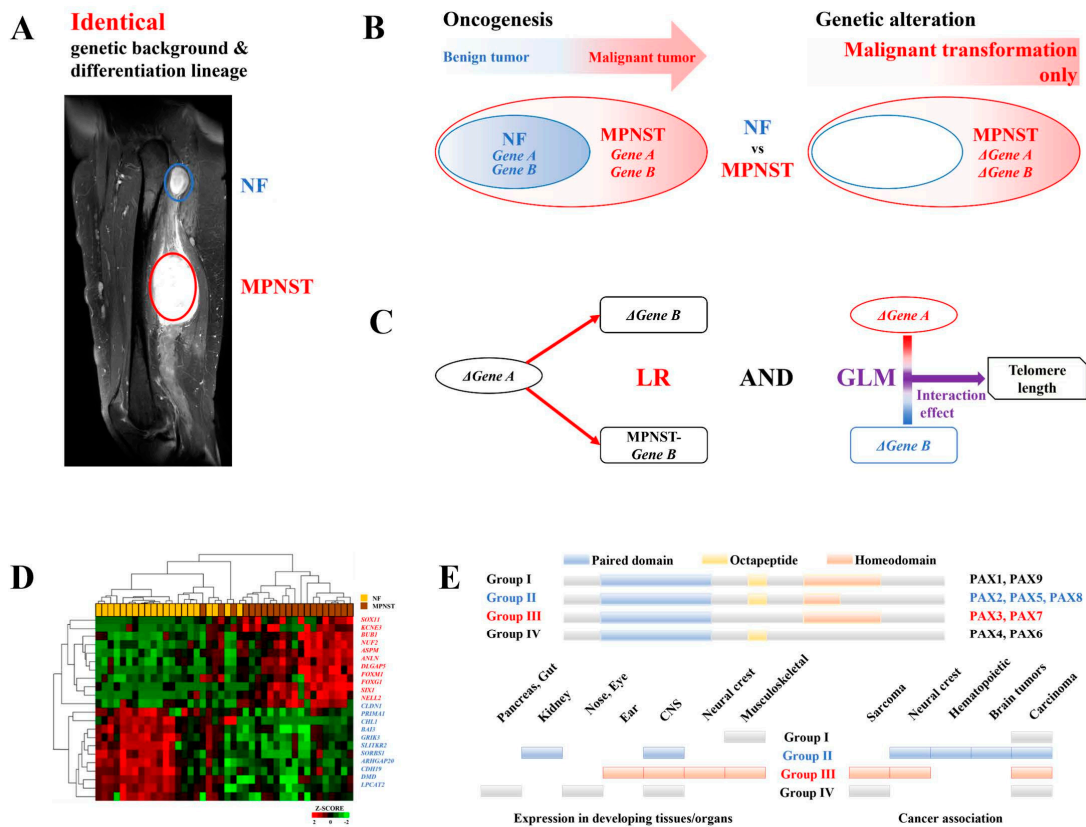 A
Identical
genetic background &
differentiation lineage
NF
MPNST
B
Oncogenesis
Benign tumor
Malignant tumor
NF
Gene A
Gene B
MPNST
Gene A
Gene B
NF
vs
MPNST
Genetic alteration
Malignant transformation
only
MPNST
ΔGene A
ΔGene B
C
ΔGene A
ΔGene B
MPNST-
Gene B
LR
AND
GLM
ΔGene A
Interaction
effect
ΔGene B
Telomere
length
D
NF
MPNST
SOX11
KCNE3
BUB1
NUF2
ASPM
ANLN
DLGAP5
FOXM1
FOXG1
SIX1
NELL2
CLDN1
PRIMA1
CHL1
BAI3
GRIK3
SLITRK2
SORBS1
ARHGAP20
CDH19
DMD
LPCAT2
Z-SCORE
2 0 -2
E
Paired domain
Octapeptide
Homeodomain
Group I
PAX1, PAX9
Group II
PAX2, PAX5, PAX8
Group III
PAX3, PAX7
Group IV
PAX4, PAX6
Pancreas, Gut
Kidney
Nose, Eye
Ear
CNS
Neural crest
Musculoskeletal
Sarcoma
Neural crest
Hematopoietic
Brain tumors
Carcinoma
Group I
Group II
Group III
Group IV
Expression in developing tissues/organs
Cancer association